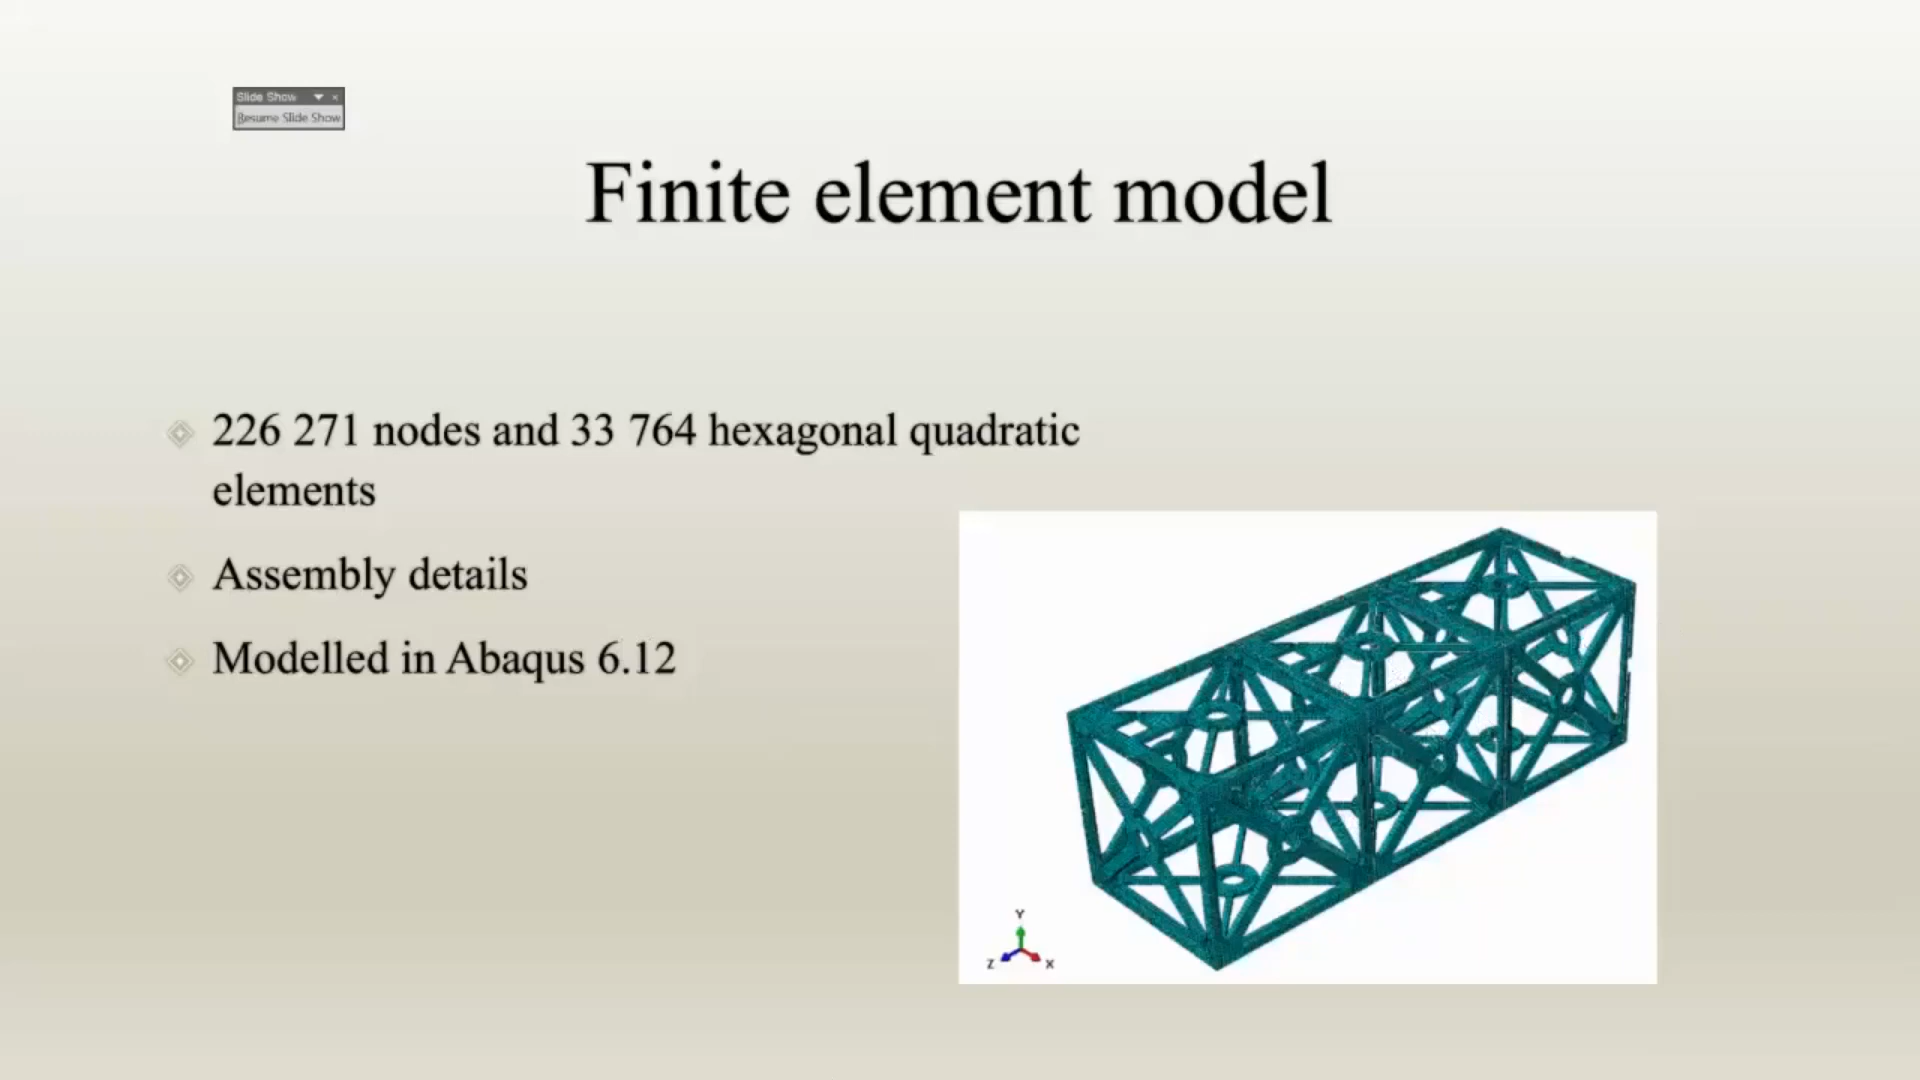 Slide Show
Resume Slide Show
Finite element model
226 271 nodes and 33 764 hexagonal quadratic
elements
Assembly details
Modelled in Abaqus 6.12
Y
Z
X